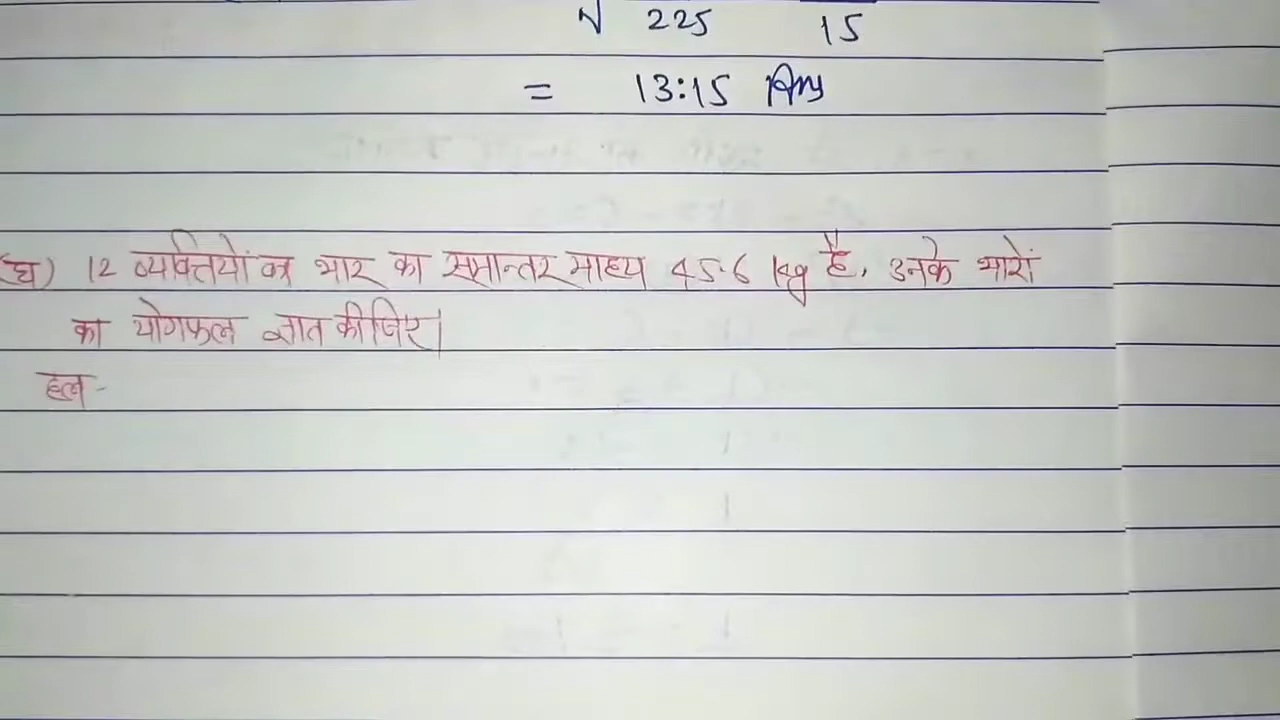 √ 225 15
= 13:15 Ans
घ) 12 व्यक्तियों का भार का समान्तर माध्य 45.6 kg है, उनके भारों
का योगफल ज्ञात कीजिए।
हल-